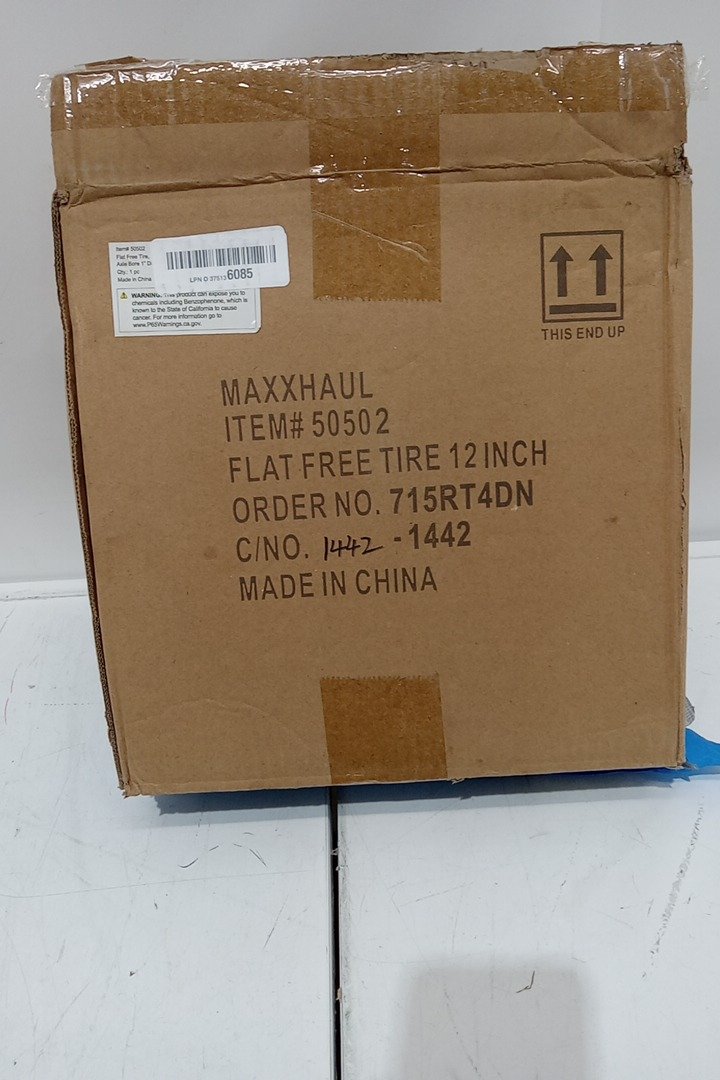 Item# 50502
Flat Free Tire,
Axle Bore 1" D
Qty.: 1 pc
Made in China
LPN D 37513 6085
WARNING: This product can expose you to
chemicals including Benzophenone, which is
known to the State of California to cause
cancer. For more information go to
www.P65Warnings.ca.gov.
THIS END UP
MAXXHAUL
ITEM# 50502
FLAT FREE TIRE 12 INCH
ORDER NO. 715RT4DN
C/NO. 1442 - 1442
MADE IN CHINA